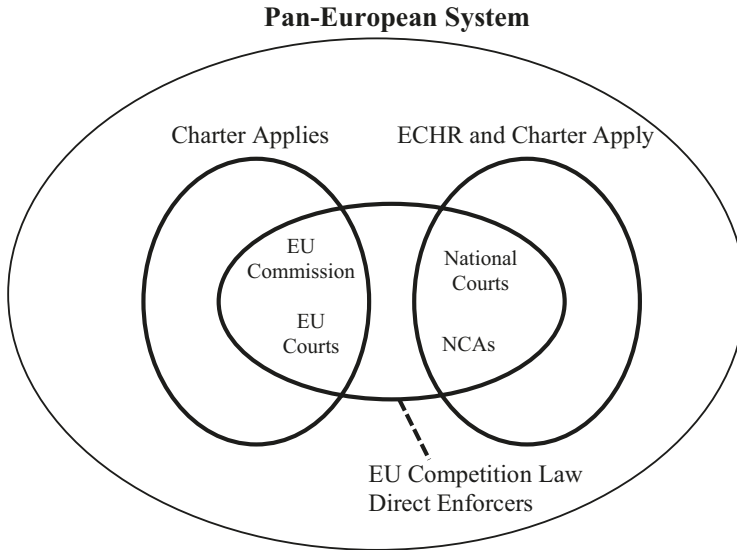 Pan-European System
Charter Applies
ECHR and Charter Apply
EU
Commission
National
Courts
EU
Courts
NCAs
EU Competition Law
Direct Enforcers